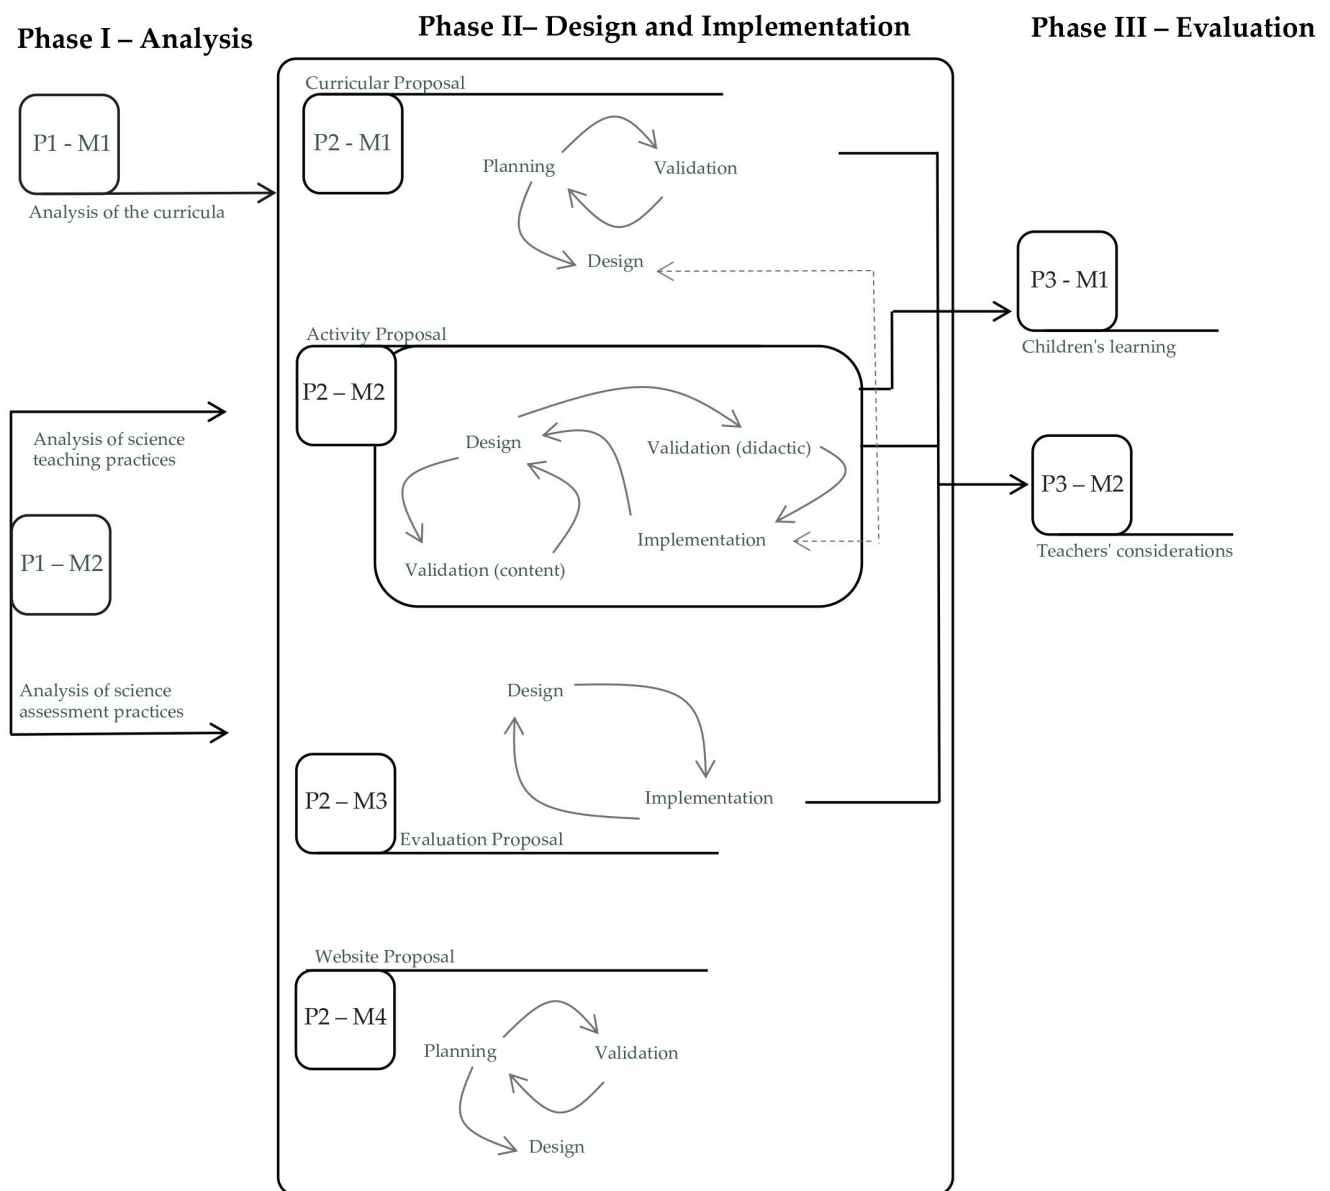 Phase I – Analysis
Phase II– Design and Implementation
Phase III – Evaluation
P1 - M1
Analysis of the curricula
Analysis of science
teaching practices
P1 – M2
Analysis of science
assessment practices
Curricular Proposal
P2 - M1
Planning
Validation
Design
Activity Proposal
P2 – M2
Design
Validation (didactic)
Implementation
Validation (content)
Design
Implementation
P2 – M3
Evaluation Proposal
Website Proposal
P2 – M4
Planning
Validation
Design
P3 - M1
Children's learning
P3 – M2
Teachers' considerations